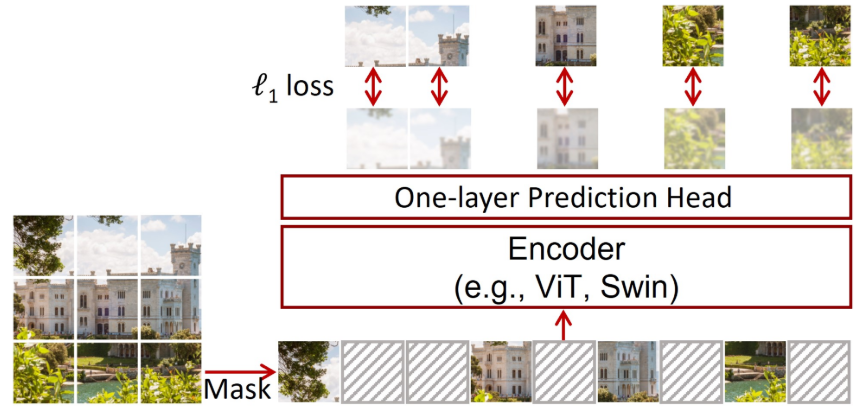 ℓ₁ loss
One-layer Prediction Head
Encoder
(e.g., ViT, Swin)
Mask